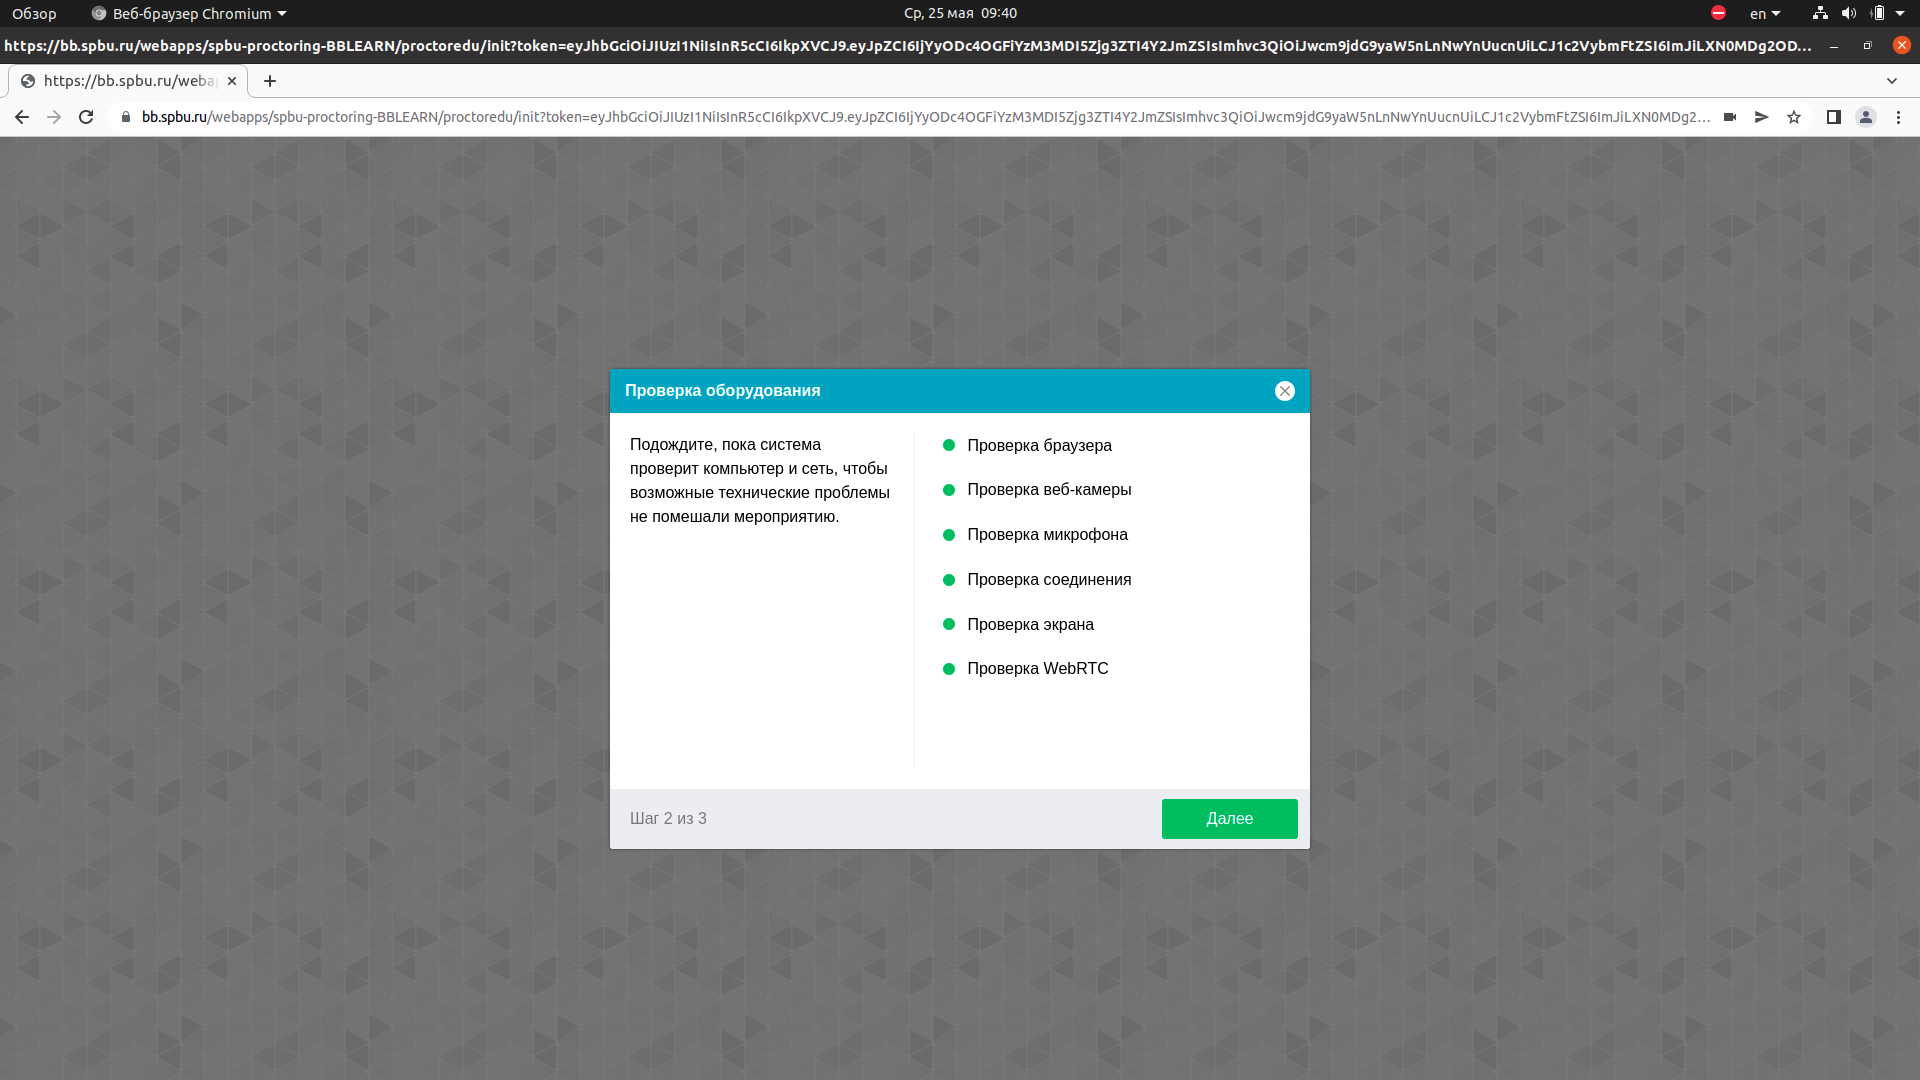 Обзор
Веб-браузер Chromium
Ср, 25 мая 09:40
en
https://bb.spbu.ru/webapps/spbu-proctoring-BBLEARN/proctoredu/init?token=eyJhbGciOiJIUzI1NiIsInR5cCI6IkpXVCJ9.eyJpZCI6IjYyODc4OGFiYzM3MDI5Zjg3ZTI4Y2JmZSIsImhvc3QiOiJwcm9jdG9yaW5nLnNwYnUucnUiLCJ1c2VybmFtZSI6ImJiLXN0MDg2OD...
https://bb.spbu.ru/weba
bb.spbu.ru/webapps/spbu-proctoring-BBLEARN/proctoredu/init?token=eyJhbGciOiJIUzI1NiIsInR5cCI6IkpXVCJ9.eyJpZCI6IjYyODc4OGFiYzM3MDI5Zjg3ZTI4Y2JmZSIsImhvc3QiOiJwcm9jdG9yaW5nLnNwYnUucnUiLCJ1c2VybmFtZSI6ImJiLXN0MDg2...
Проверка оборудования
Подождите, пока система
проверит компьютер и сеть, чтобы
возможные технические проблемы
не помешали мероприятию.
Проверка браузера
Проверка веб-камеры
Проверка микрофона
Проверка соединения
Проверка экрана
Проверка WebRTC
Шаг 2 из 3
Далее